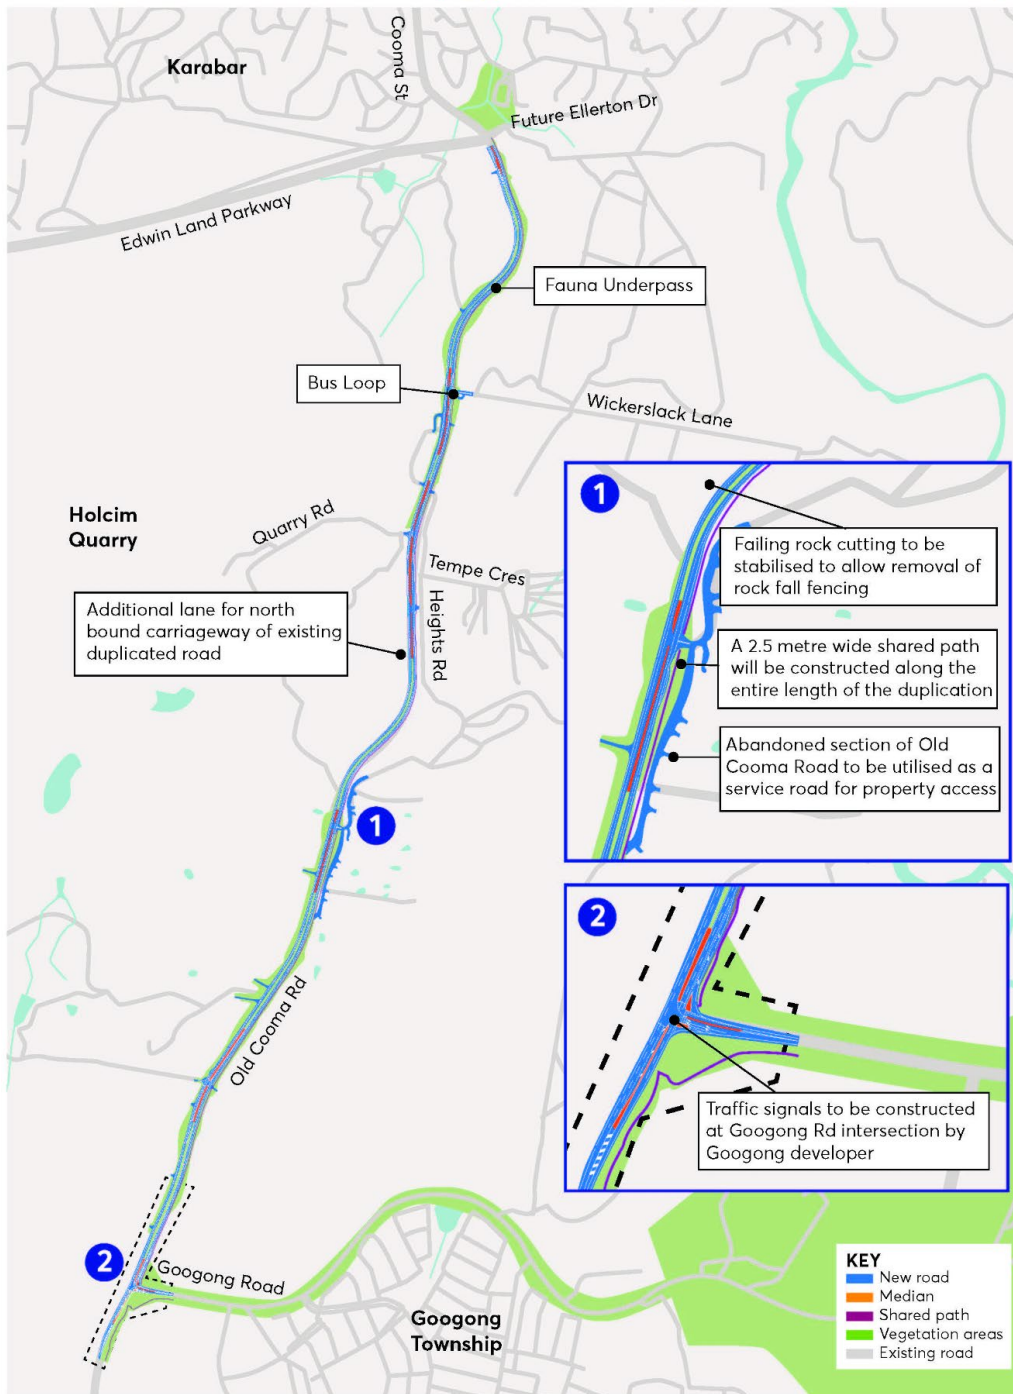 Karabar
Cooma St
Future Ellerton Dr
Edwin Land Parkway
Fauna Underpass
Bus Loop
Wickerslack Lane
Holcim
Quarry
Quarry Rd
Tempe Cres
Heights Rd
Additional lane for north
bound carriageway of existing
duplicated road
1
Old Cooma Rd
2
Googong Road
Googong
Township
1
Failing rock cutting to be
stabilised to allow removal of
rock fall fencing
A 2.5 metre wide shared path
will be constructed along the
entire length of the duplication
Abandoned section of Old
Cooma Road to be utilised as a
service road for property access
2
Traffic signals to be constructed
at Googong Rd intersection by
Googong developer
KEY
New road
Median
Shared path
Vegetation areas
Existing road